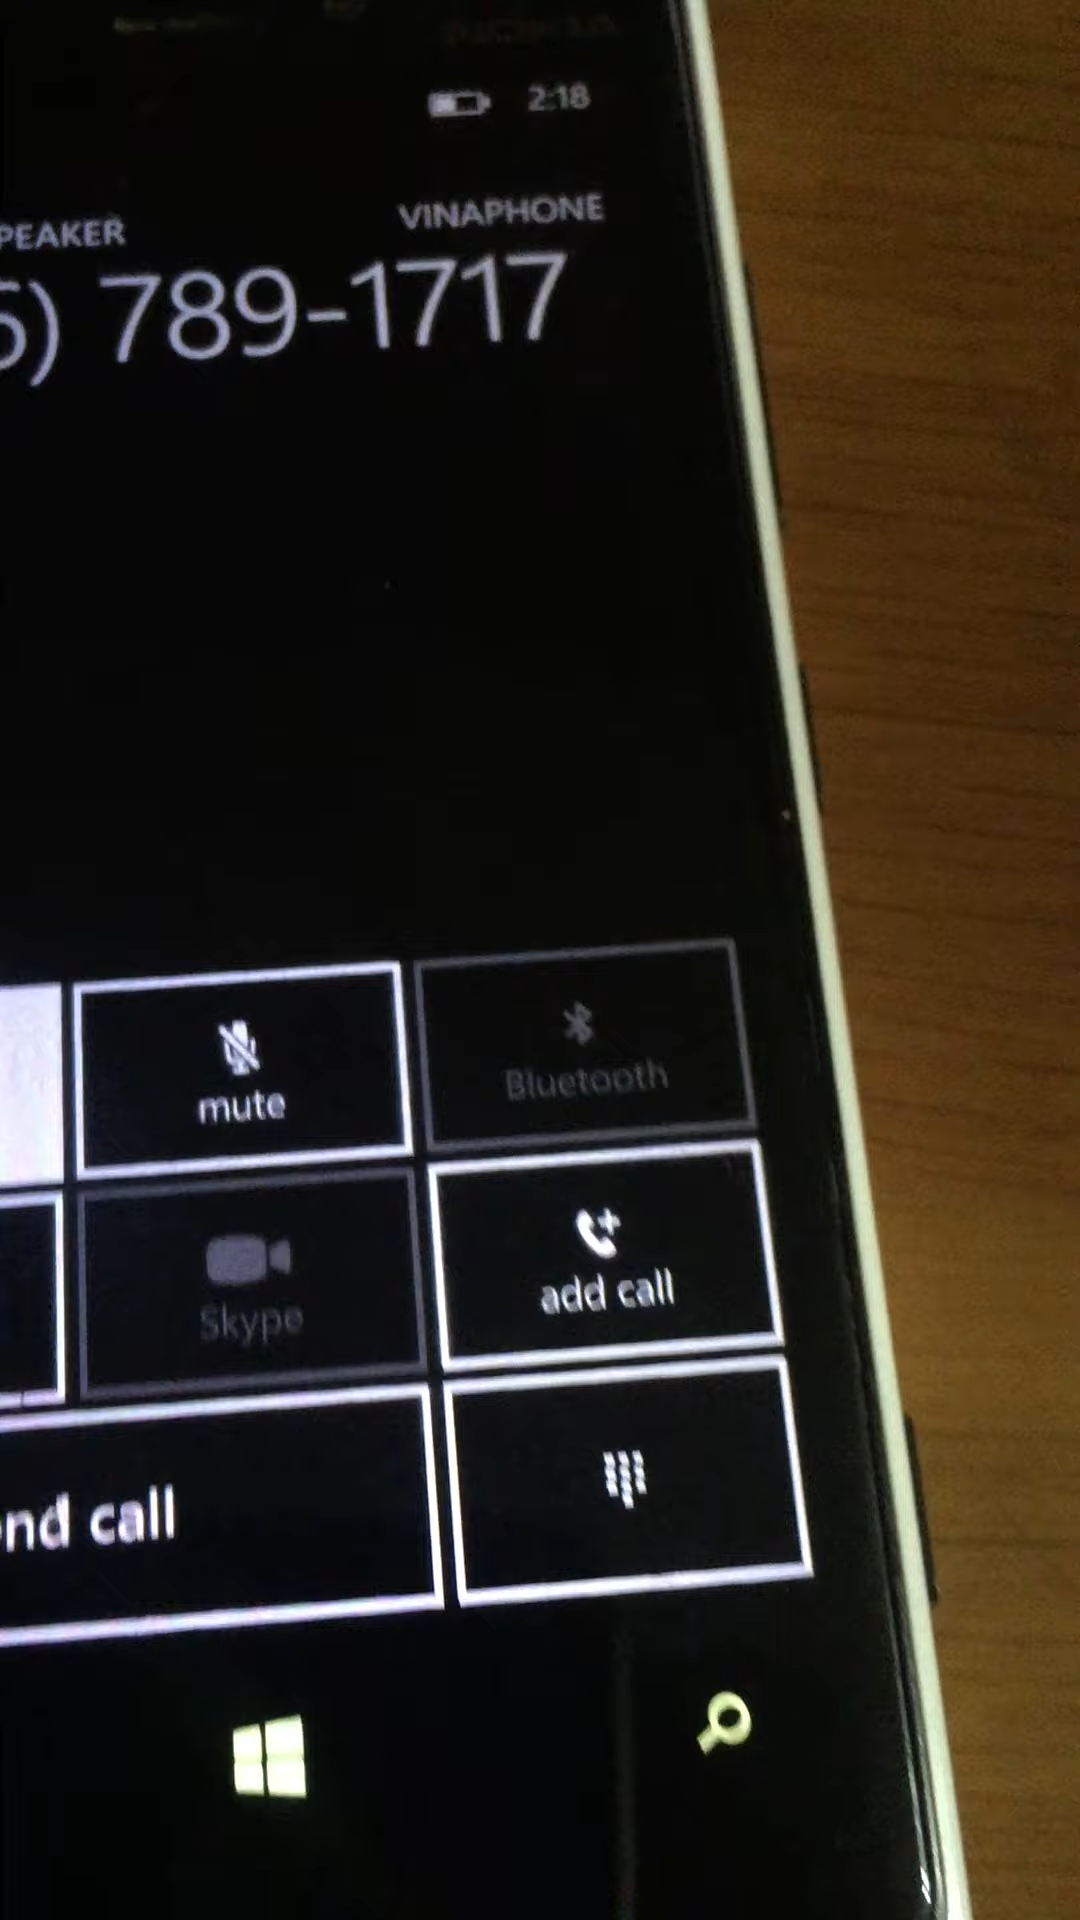 2:18
PEAKER VINAPHONE
5) 789-1717
mute
Bluetooth
Skype
add call
nd call